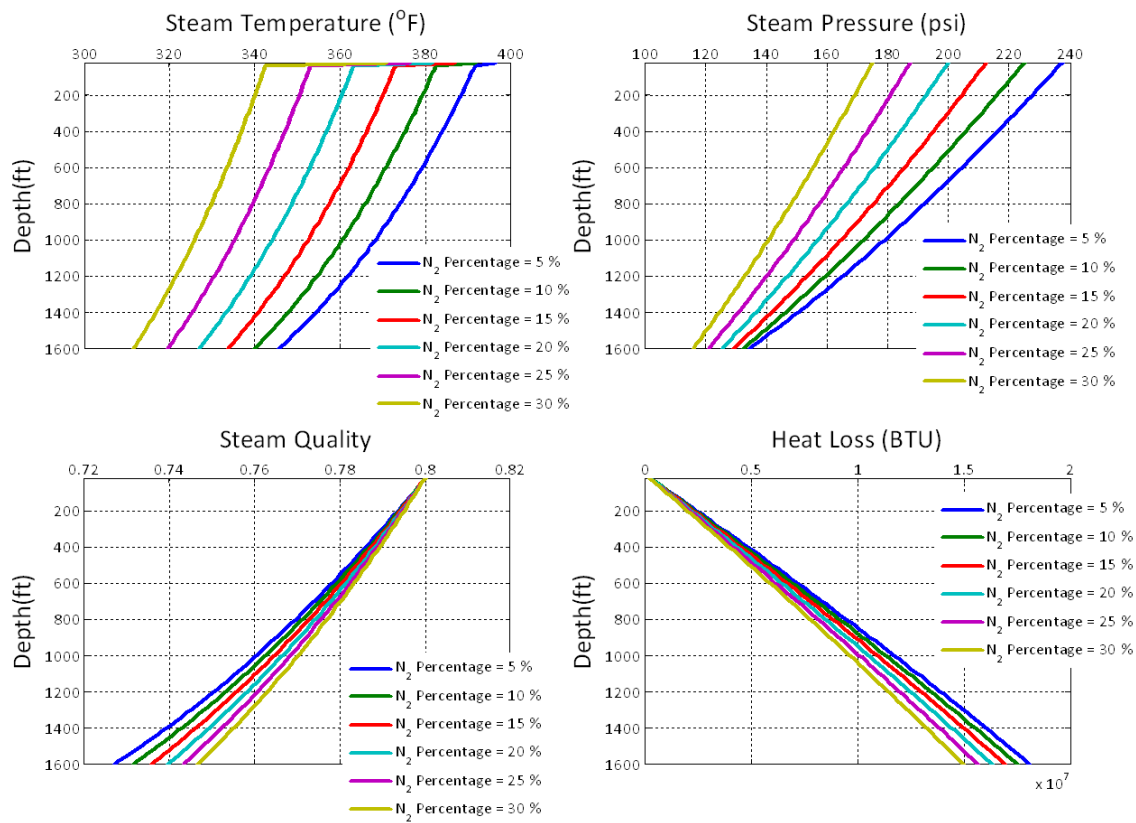 Steam Temperature (°F)
300 320 340 360 380 400
Depth(ft)
200
400
600
800
1000
1200
1400
1600
N₂ Percentage = 5 %
N₂ Percentage = 10 %
N₂ Percentage = 15 %
N₂ Percentage = 20 %
N₂ Percentage = 25 %
N₂ Percentage = 30 %
Steam Pressure (psi)
100 120 140 160 180 200 220 240
Depth(ft)
200
400
600
800
1000
1200
1400
1600
N₂ Percentage = 5 %
N₂ Percentage = 10 %
N₂ Percentage = 15 %
N₂ Percentage = 20 %
N₂ Percentage = 25 %
N₂ Percentage = 30 %
Steam Quality
0.72 0.74 0.76 0.78 0.8 0.82
Depth(ft)
200
400
600
800
1000
1200
1400
1600
N₂ Percentage = 5 %
N₂ Percentage = 10 %
N₂ Percentage = 15 %
N₂ Percentage = 20 %
N₂ Percentage = 25 %
N₂ Percentage = 30 %
Heat Loss (BTU)
0 0.5 1 1.5 2
Depth(ft)
200
400
600
800
1000
1200
1400
1600
N₂ Percentage = 5 %
N₂ Percentage = 10 %
N₂ Percentage = 15 %
N₂ Percentage = 20 %
N₂ Percentage = 25 %
N₂ Percentage = 30 %
x 10⁷